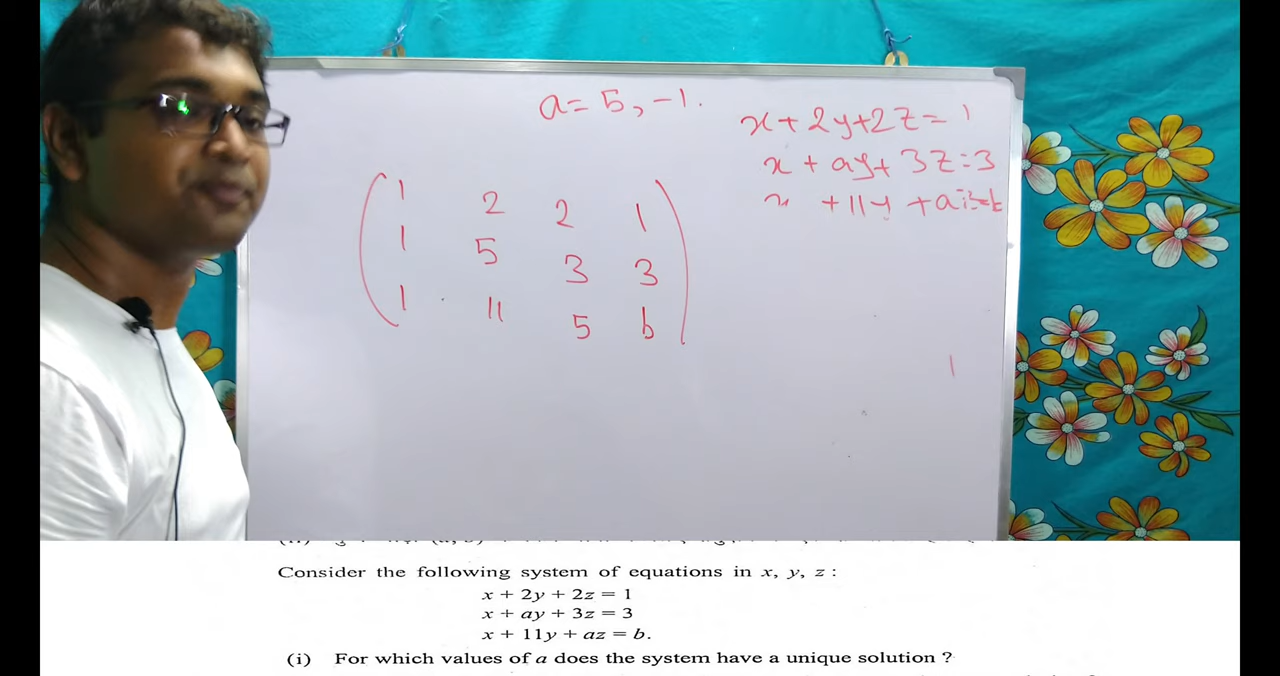 a = 5, -1.
x + 2y + 2z = 1
x + ay + 3z = 3
x + 11y + az = b
1 2 2 1
1 5 3 3
1 11 5 b
Consider the following system of equations in x, y, z :
x + 2y + 2z = 1
x + ay + 3z = 3
x + 11y + az = b.
(i) For which values of a does the system have a unique solution ?